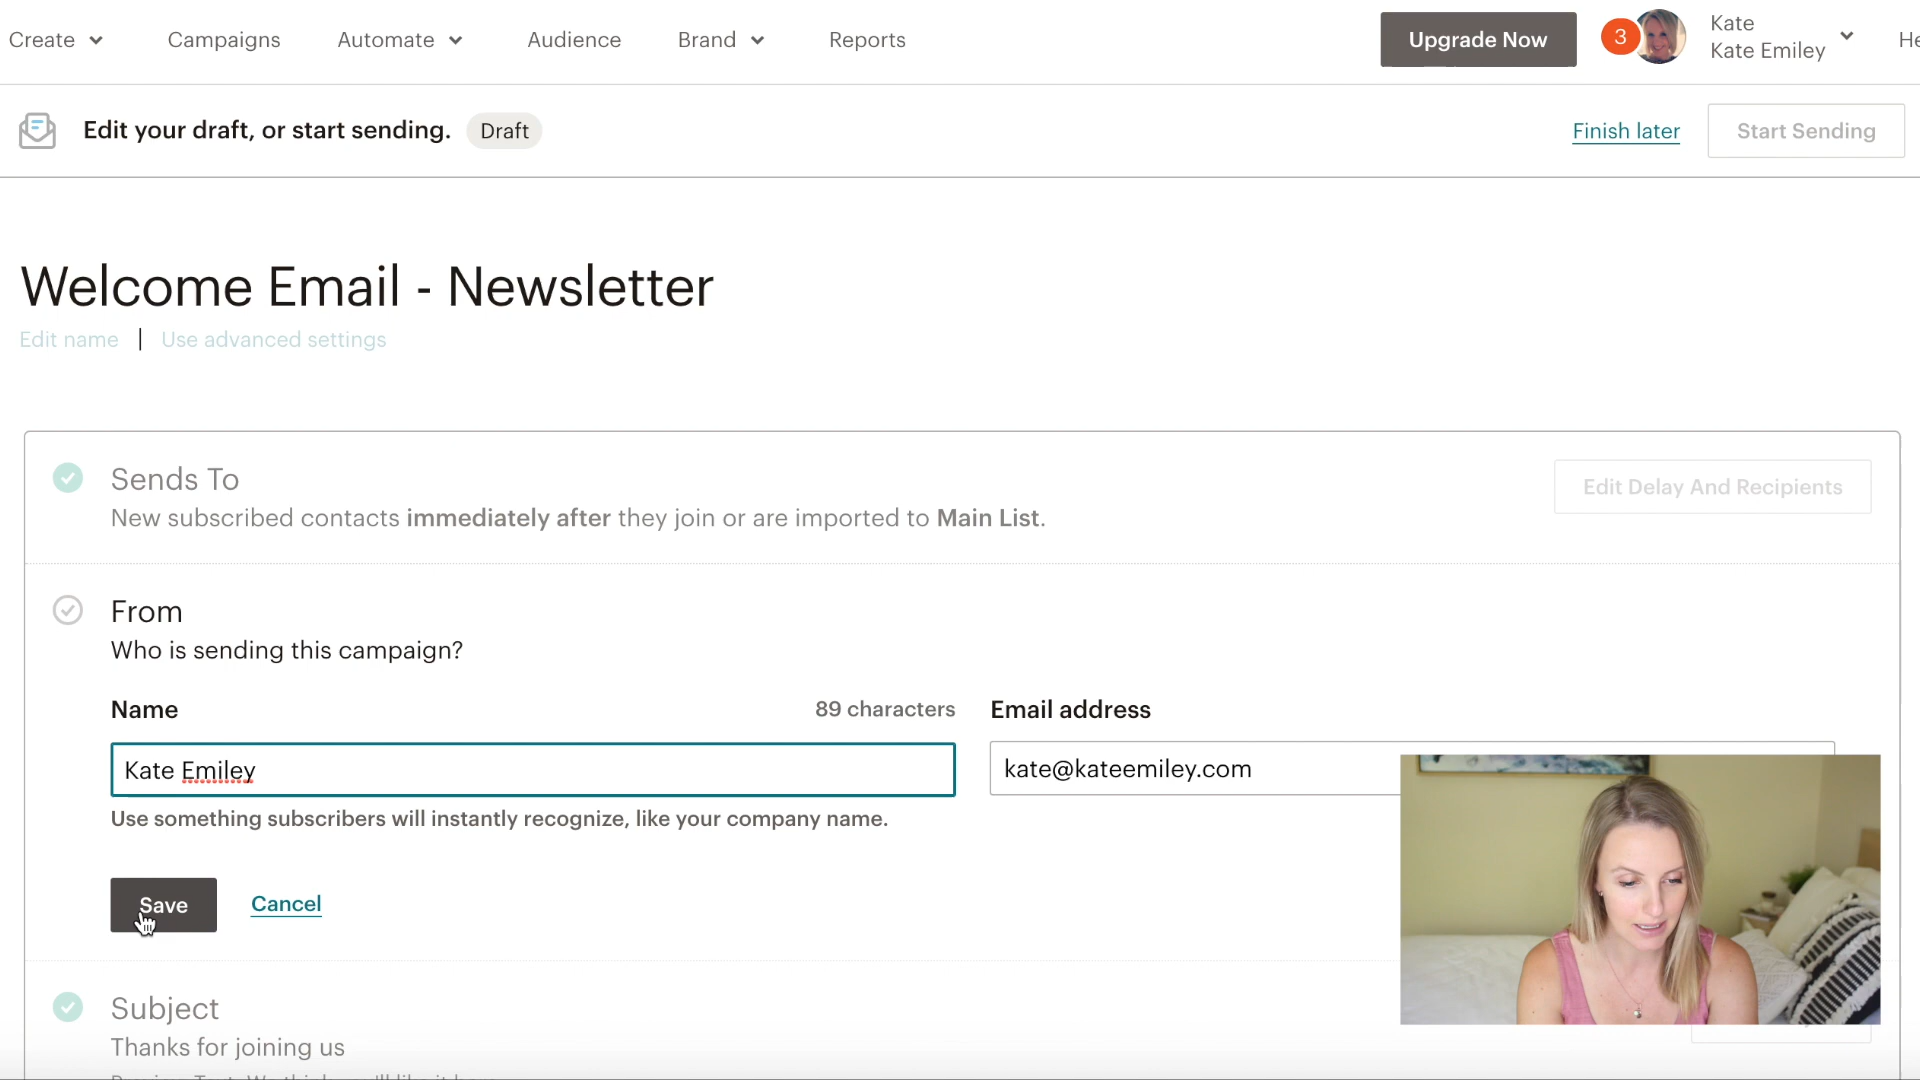 Create Campaigns Automate Audience Brand Reports Upgrade Now 3 Kate
Kate Emiley
Edit your draft, or start sending. Draft Finish later Start Sending
Welcome Email - Newsletter
Edit name | Use advanced settings
Sends To Edit Delay And Recipients
New subscribed contacts immediately after they join or are imported to Main List.
From
Who is sending this campaign?
Name 89 characters Email address
Kate Emiley kate@kateemiley.com
Use something subscribers will instantly recognize, like your company name.
Save Cancel
Subject
Thanks for joining us